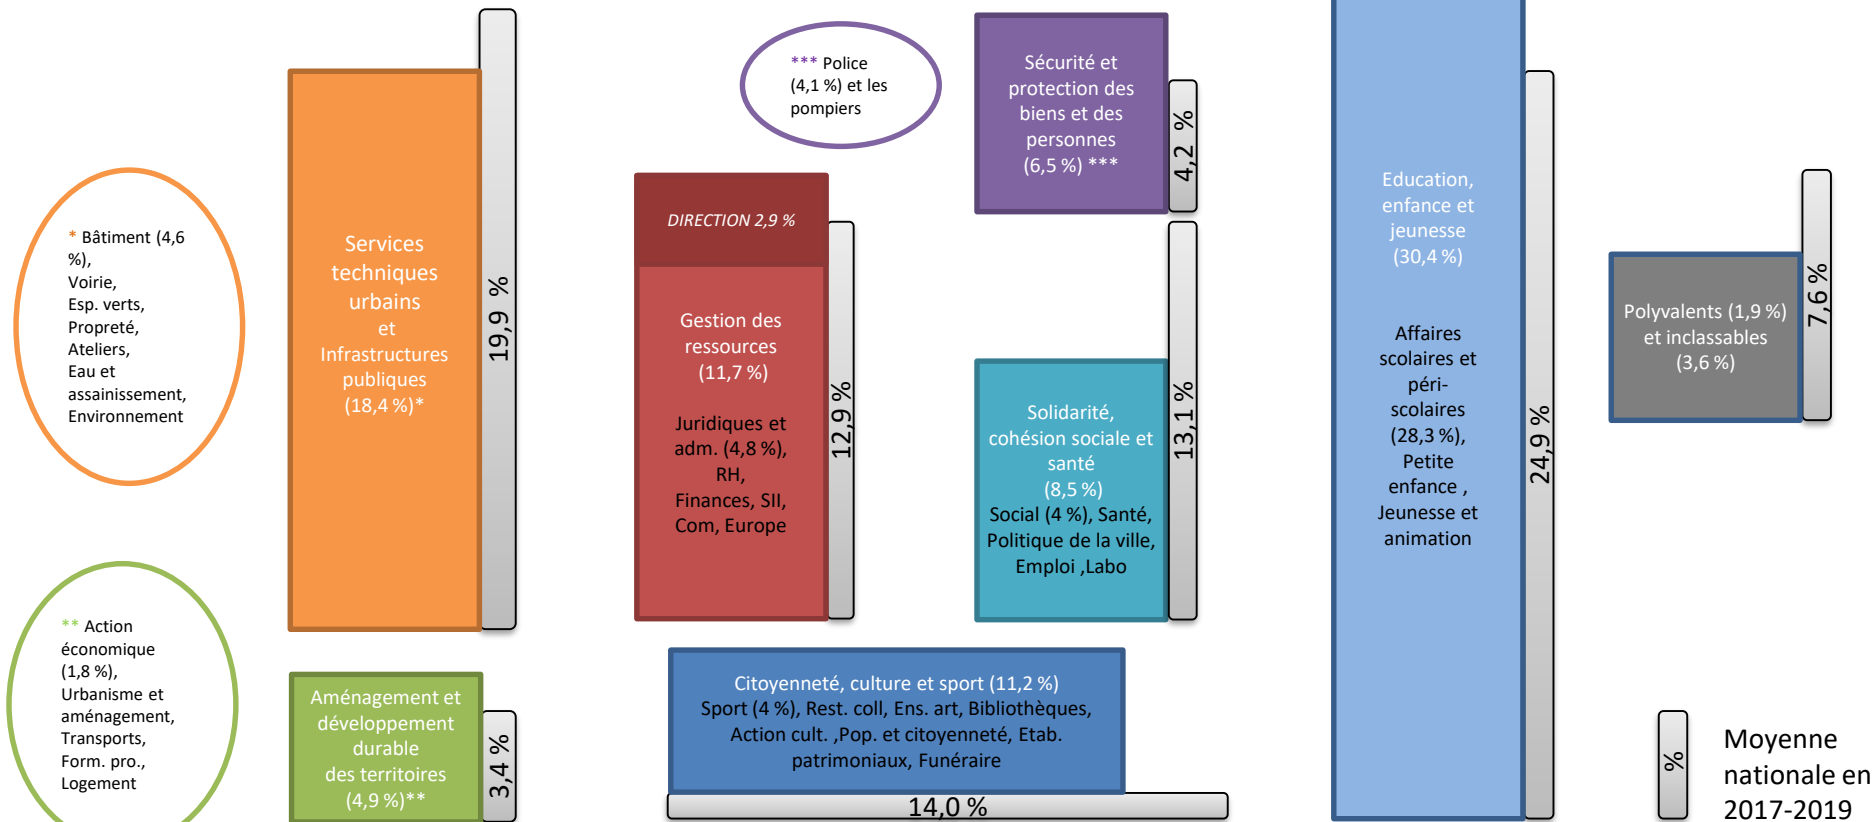 * Bâtiment (4,6
%),
Voirie,
Esp. verts,
Propreté,
Ateliers,
Eau et
assainissement,
Environnement
** Action
économique
(1,8 %),
Urbanisme et
aménagement,
Transports,
Form. pro.,
Logement
Services
techniques
urbains
et
Infrastructures
publiques
(18,4 %)*
19,9 %
Aménagement et
développement
durable
des territoires
(4,9 %)**
3,4 %
DIRECTION 2,9 %
Gestion des
ressources
(11,7 %)
Juridiques et
adm. (4,8 %),
RH,
Finances, SII,
Com, Europe
12,9 %
*** Police
(4,1 %) et les
pompiers
Sécurité et
protection des
biens et des
personnes
(6,5 %) ***
4,2 %
Solidarité,
cohésion sociale et
santé
(8,5 %)
Social (4 %), Santé,
Politique de la ville,
Emploi ,Labo
13,1 %
Citoyenneté, culture et sport (11,2 %)
Sport (4 %), Rest. coll, Ens. art, Bibliothèques,
Action cult. ,Pop. et citoyenneté, Etab.
patrimoniaux, Funéraire
14,0 %
Education,
enfance et
jeunesse
(30,4 %)
Affaires
scolaires et
péri-
scolaires
(28,3 %),
Petite
enfance ,
Jeunesse et
animation
24,9 %
Polyvalents (1,9 %)
et inclassables
(3,6 %)
7,6 %
%
Moyenne
nationale en
2017-2019